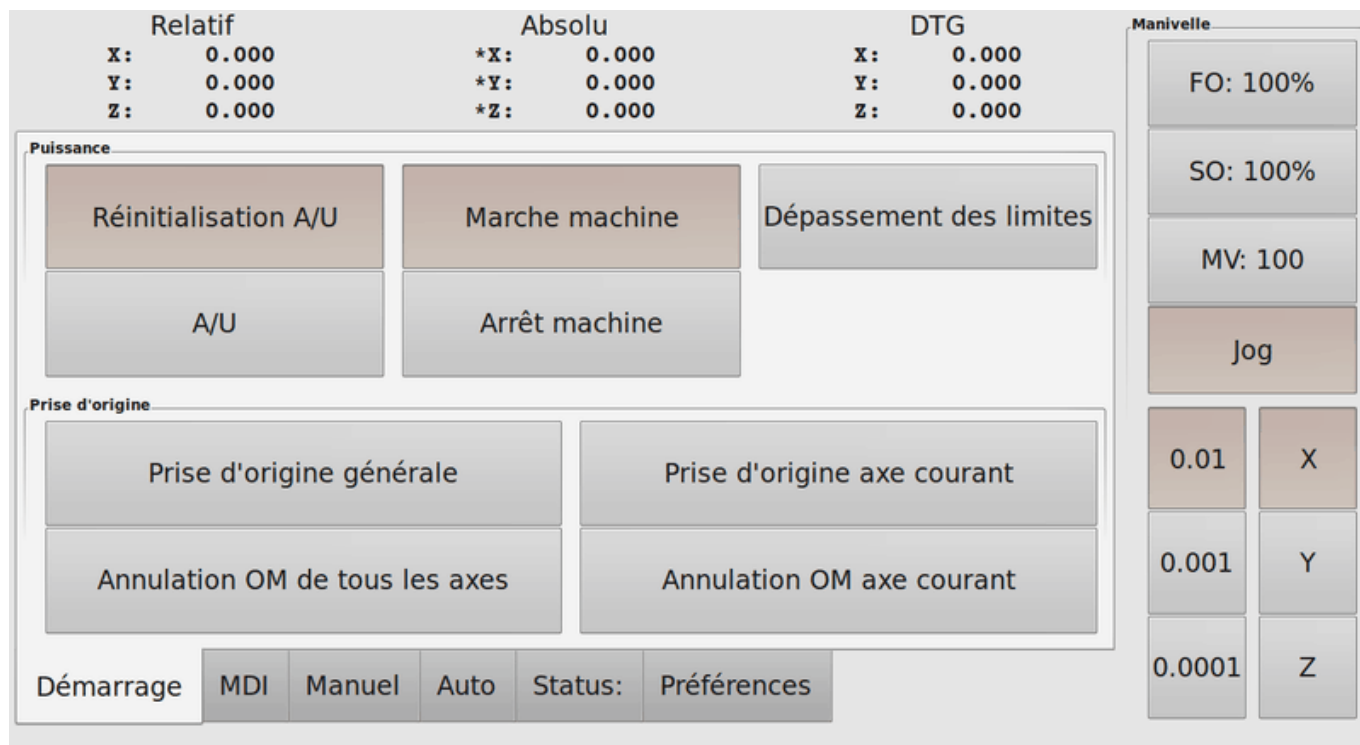 Relatif Absolu DTG
X: 0.000 *X: 0.000 X: 0.000
Y: 0.000 *Y: 0.000 Y: 0.000
Z: 0.000 *Z: 0.000 Z: 0.000
Puissance
Réinitialisation A/U Marche machine Dépassement des limites
A/U Arrêt machine
Prise d'origine
Prise d'origine générale Prise d'origine axe courant
Annulation OM de tous les axes Annulation OM axe courant
Démarrage MDI Manuel Auto Status: Préférences
Manivelle
FO: 100%
SO: 100%
MV: 100
Jog
0.01 X
0.001 Y
0.0001 Z